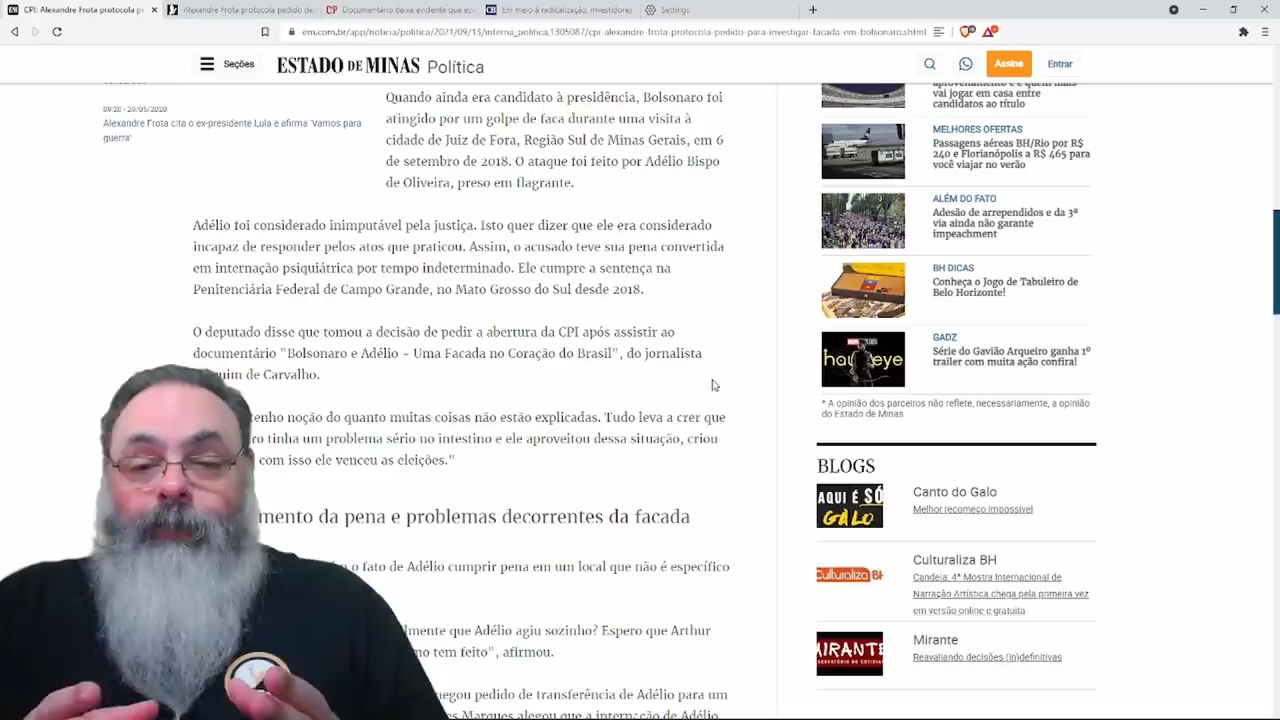 CPI: Alexandre Frota protocola p
Alexandre Frota protocola pedido de
Documentário deixa evidente que esp
Em meio à radicalização, investidores
Settings
em.com.br/app/noticia/politica/2021/09/13/interna_politica,1305087/cpi-alexandre-frota-protocola-pedido-para-investigar-facada-em-bolsonaro.shtml
Seções
ESTADO DE MINAS Política
Assine
Entrar
09:20 - 29/05/2020
Alexandre Frota cita o ex-presidente Lula e afirma 'Vamos para
guerra'
Quando ainda era candidato à presidência, Bolsonaro foi
atingido por um golpe de faca durante uma visita à
cidade de Juiz de Fora, Região Sul de Minas Gerais, em 6
de setembro de 2018. O ataque foi feito por Adélio Bispo
de Oliveira, preso em flagrante.
Adélio foi considerado inimputável pela justiça. Isto quer dizer que ele era considerado
incapaz de responder pelos atos que praticou. Assim, o acusado teve sua pena convertida
em internação psiquiátrica por tempo indeterminado. Ele cumpre a sentença na
Penitenciária Federal de Campo Grande, no Mato Grosso do Sul desde 2018.
O deputado disse que tomou a decisão de pedir a abertura da CPI após assistir ao
documentário "Bolsonaro e Adélio - Uma Facada no Coração do Brasil", do jornalista
quim de Carvalho.
noção do quanto muitas coisas não estão explicadas. Tudo leva a crer que
ro tinha um problema sério no intestino e ele aproveitou dessa situação, criou
com isso ele venceu as eleições."
ento da pena e problemas decorrentes da facada
o fato de Adélio cumprir pena em um local que não é específico
lmente que Adélio agiu sozinho? Espero que Arthur
mo tem feito", afirmou.
egou pedido de transferência de Adélio para um
es Marques alegou que a internação de Adélio,
aproveitamento e é quem mais
vai jogar em casa entre
candidatos ao título
MELHORES OFERTAS
Passagens aéreas BH/Rio por R$
240 e Florianópolis a R$ 465 para
você viajar no verão
ALÉM DO FATO
Adesão de arrependidos e da 3ª
via ainda não garante
impeachment
BH DICAS
Conheça o Jogo de Tabuleiro de
Belo Horizonte!
hawkeye
GADZ
Série do Gavião Arqueiro ganha 1º
trailer com muita ação confira!
* A opinião dos parceiros não reflete, necessariamente, a opinião
do Estado de Minas.
BLOGS
AQUI É SÓ
GALO
Canto do Galo
Melhor recomeço impossível
Culturaliza BH
Culturaliza BH
Candeia: 4ª Mostra Internacional de
Narração Artística chega pela primeira vez
em versão online e gratuita
MIRANTE
Mirante
Reavaliando decisões (in)definitivas